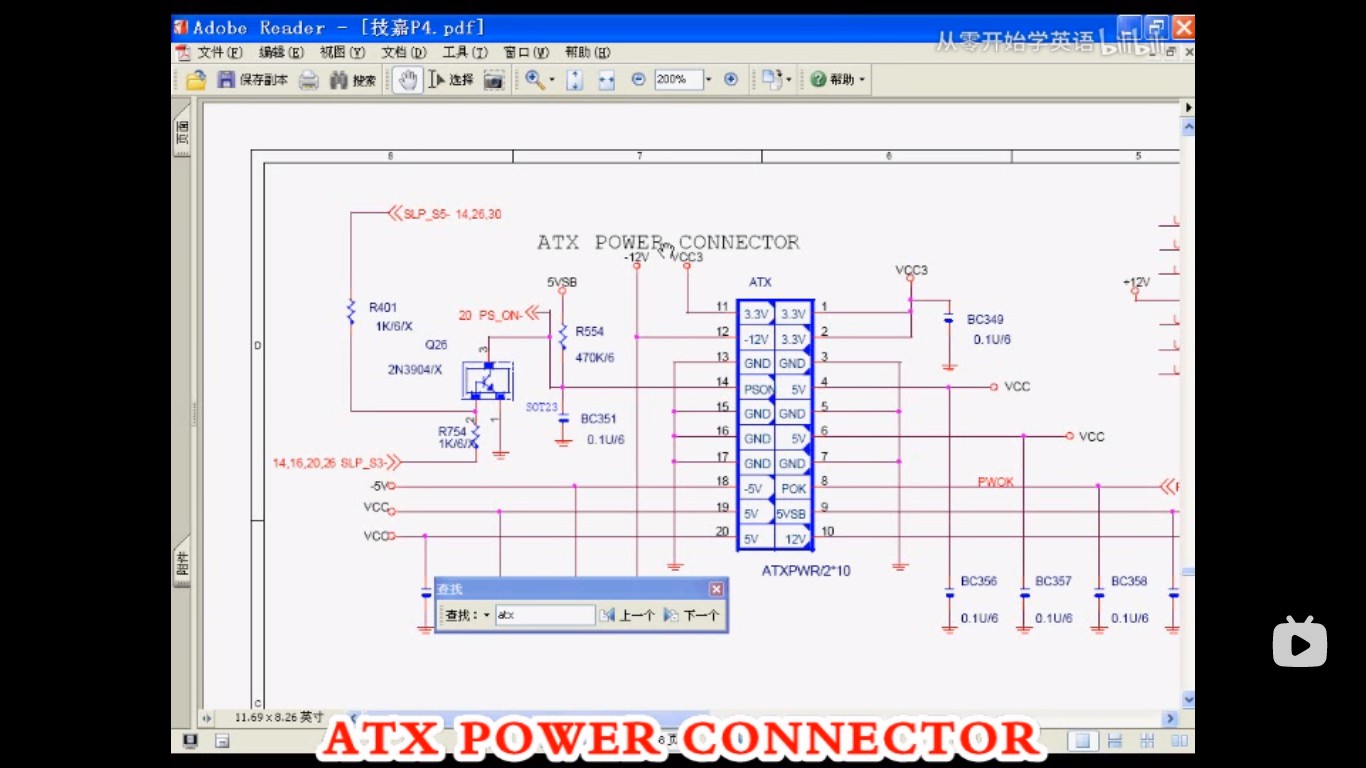 Adobe Reader - [技嘉P4.pdf]
从零开始学英语 bilibili
文件(F) 编辑(E) 视图(V) 文档(D) 工具(T) 窗口(W) 帮助(H)
保存副本 搜索 选择 200% 帮助
页面
8 7 6 5
SLP_S5- 14,26,30
ATX POWER CONNECTOR
-12V VCC3
5VSB ATX VCC3 +12V
R401
1K/6/X
20 PS_ON-
R554
470K/6
Q26
2N3904/X
3
2
1
SOT23
BC351
0.1U/6
R754
1K/6/X
14,16,20,26 SLP_S3-
-5V
VCC
VCC
11 3.3V 3.3V 1
12 -12V 3.3V 2
13 GND GND 3
14 PSON 5V 4
15 GND GND 5
16 GND 5V 6
17 GND GND 7
18 -5V POK 8
19 5V 5VSB 9
20 5V 12V 10
ATXPWR/2*10
BC349
0.1U/6
VCC
VCC
PWOK
BC356 BC357 BC358
0.1U/6 0.1U/6 0.1U/6
D
C
附件
查找
查找： atx 上一个 下一个
11.69 x 8.26 英寸
ATX POWER CONNECTOR